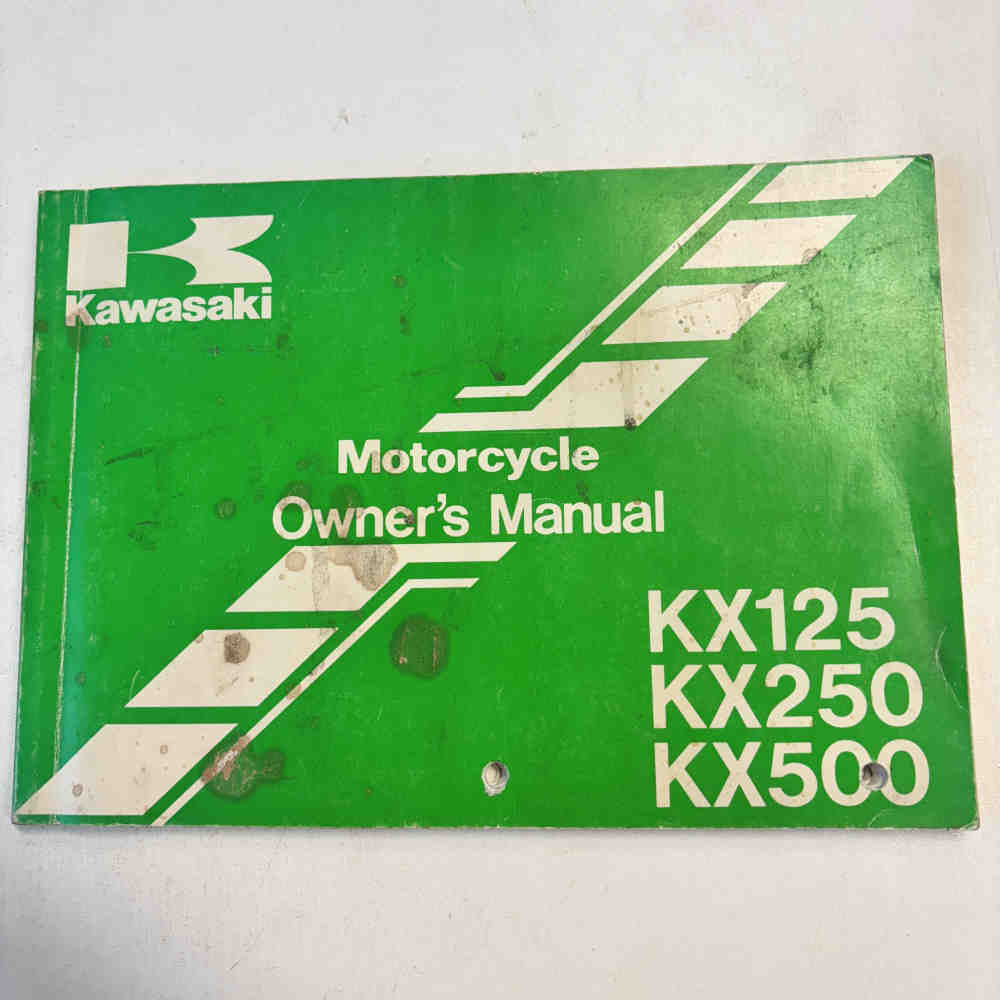 Kawasaki
Motorcycle
Owner's Manual
KX125
KX250
KX500